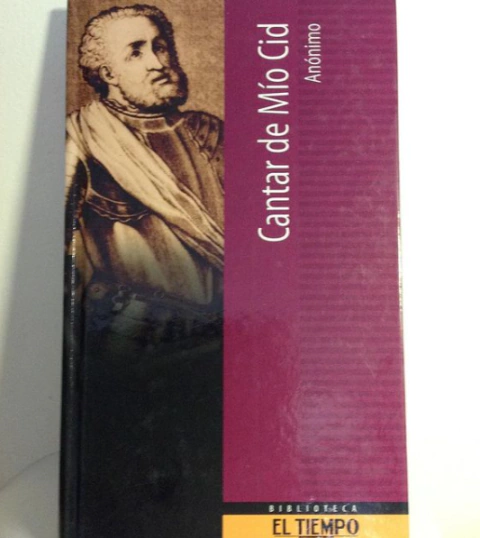 Cantar de Mío Cid
Anónimo
BIBLIOTECA
EL TIEMPO